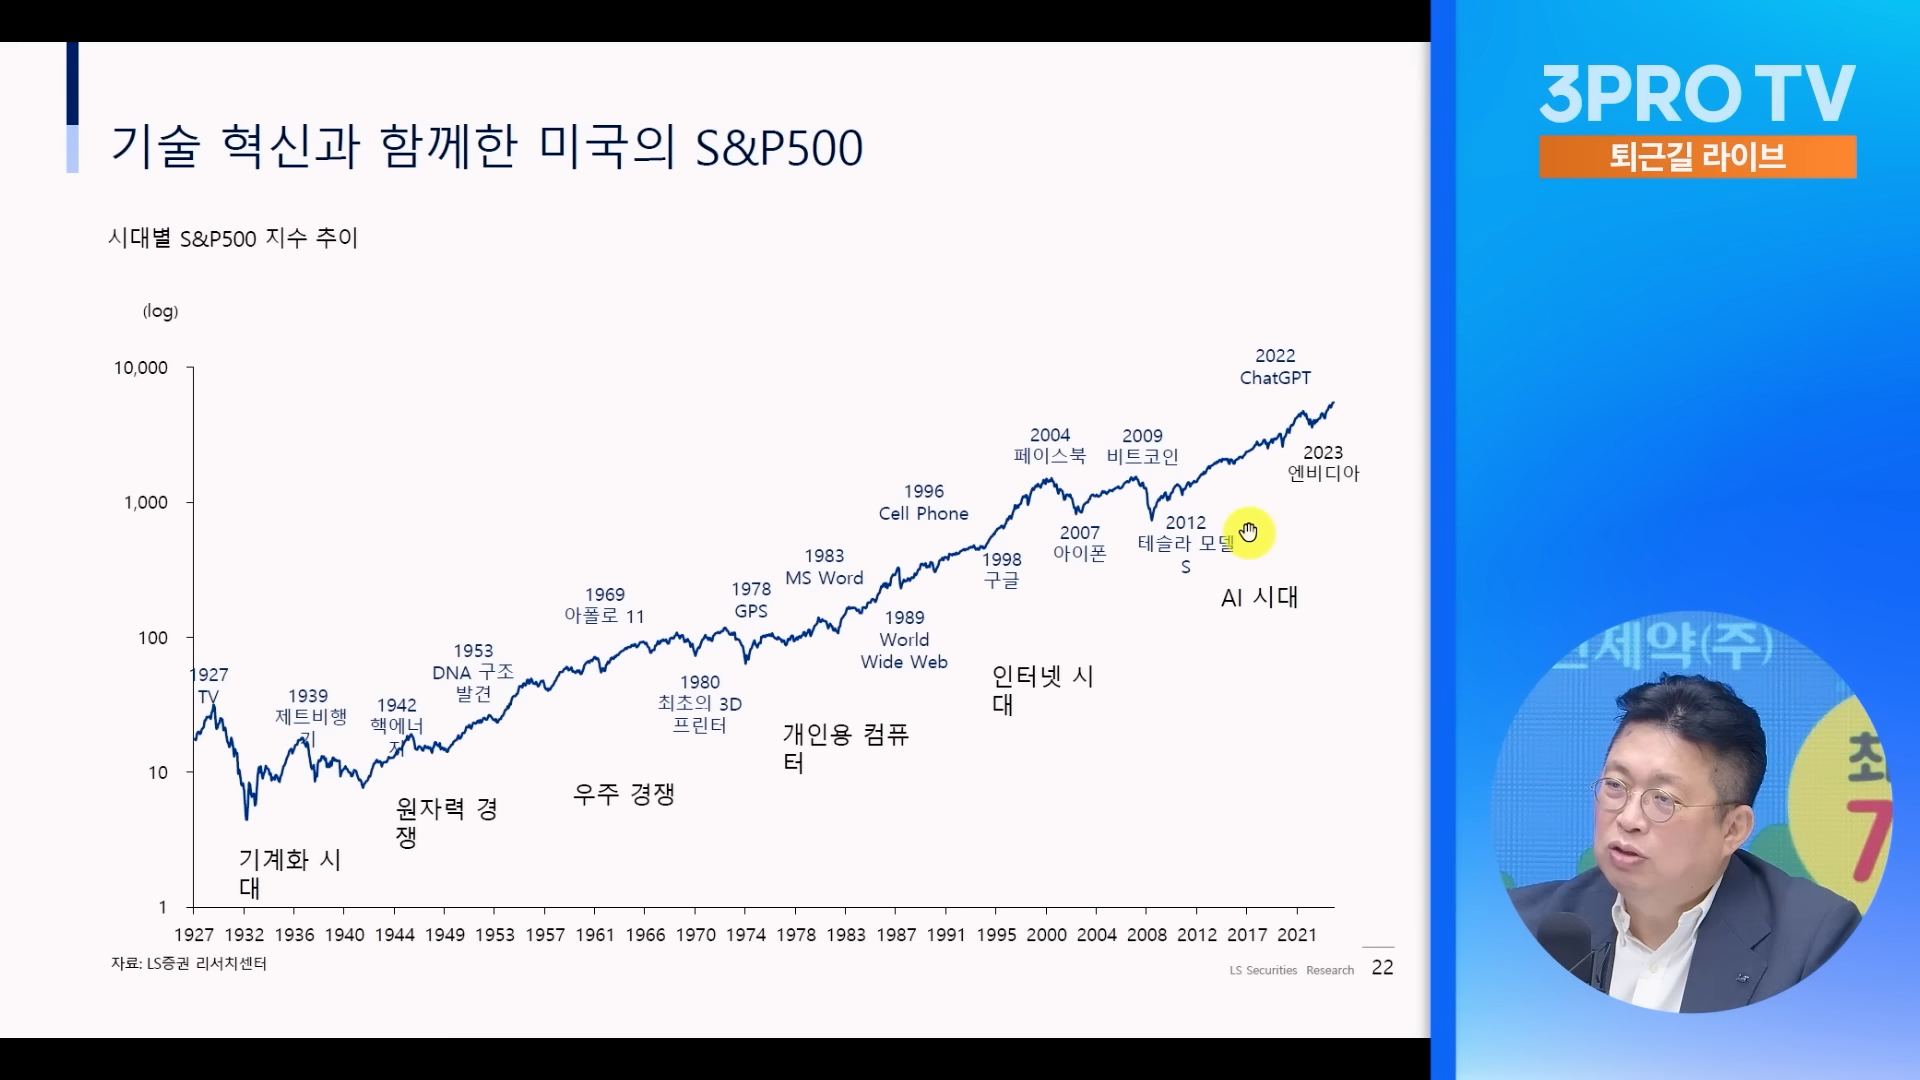 기술 혁신과 함께한 미국의 S&P500
시대별 S&P500 지수 추이
(log)
10,000
1,000
100
10
1
1927
TV
1939
제트비행
기
1942
핵에너
지
1953
DNA 구조
발견
1969
아폴로 11
1980
최초의 3D
프린터
1978
GPS
1983
MS Word
1989
World
Wide Web
1996
Cell Phone
1998
구글
2004
페이스북
2007
아이폰
2009
비트코인
2012
테슬라 모델
S
2022
ChatGPT
2023
엔비디아
기계화 시
대
원자력 경
쟁
우주 경쟁
개인용 컴퓨
터
인터넷 시
대
AI 시대
1927 1932 1936 1940 1944 1949 1953 1957 1961 1966 1970 1974 1978 1983 1987 1991 1995 2000 2004 2008 2012 2017 2021
자료: LS증권 리서치센터
LS Securities Research 22
3PRO TV
퇴근길 라이브
제약(주)
7